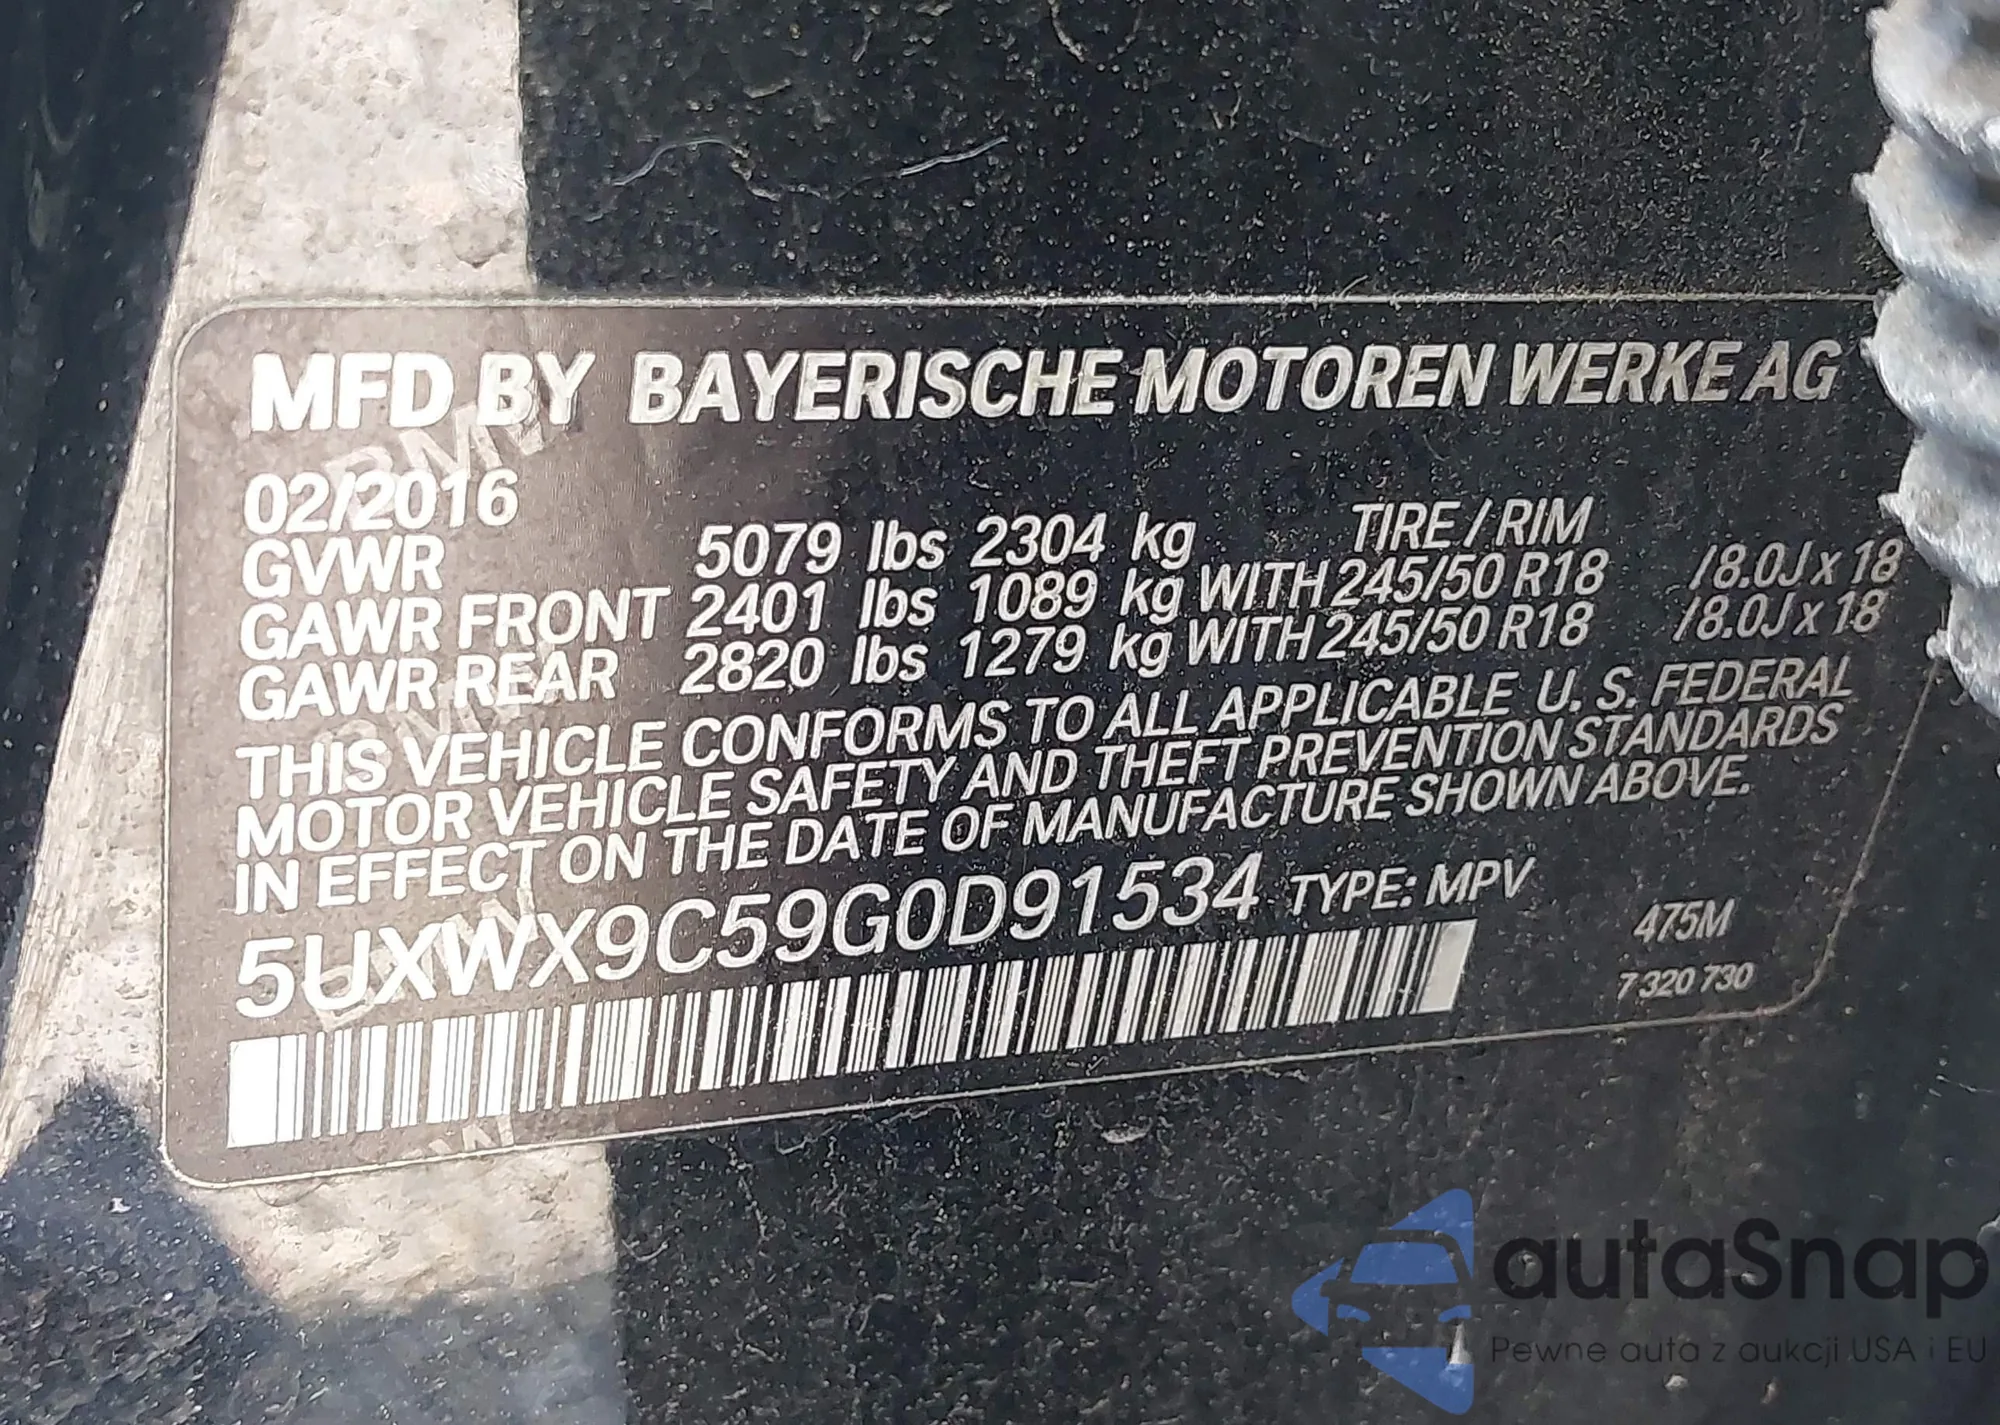 MFD BY BAYERISCHE MOTOREN WERKE AG
02/2016
GVWR 5079 lbs 2304 kg TIRE / RIM
GAWR FRONT 2401 lbs 1089 kg WITH 245/50 R18 /8.0J x 18
GAWR REAR 2820 lbs 1279 kg WITH 245/50 R18 /8.0J x 18
THIS VEHICLE CONFORMS TO ALL APPLICABLE U. S. FEDERAL
MOTOR VEHICLE SAFETY AND THEFT PREVENTION STANDARDS
IN EFFECT ON THE DATE OF MANUFACTURE SHOWN ABOVE.
5UXWX9C59G0D91534 TYPE: MPV
475M
7 320 730
BMW
BMW
BMW
BMW
autaSnap
Pewne auta z aukcji USA i EU